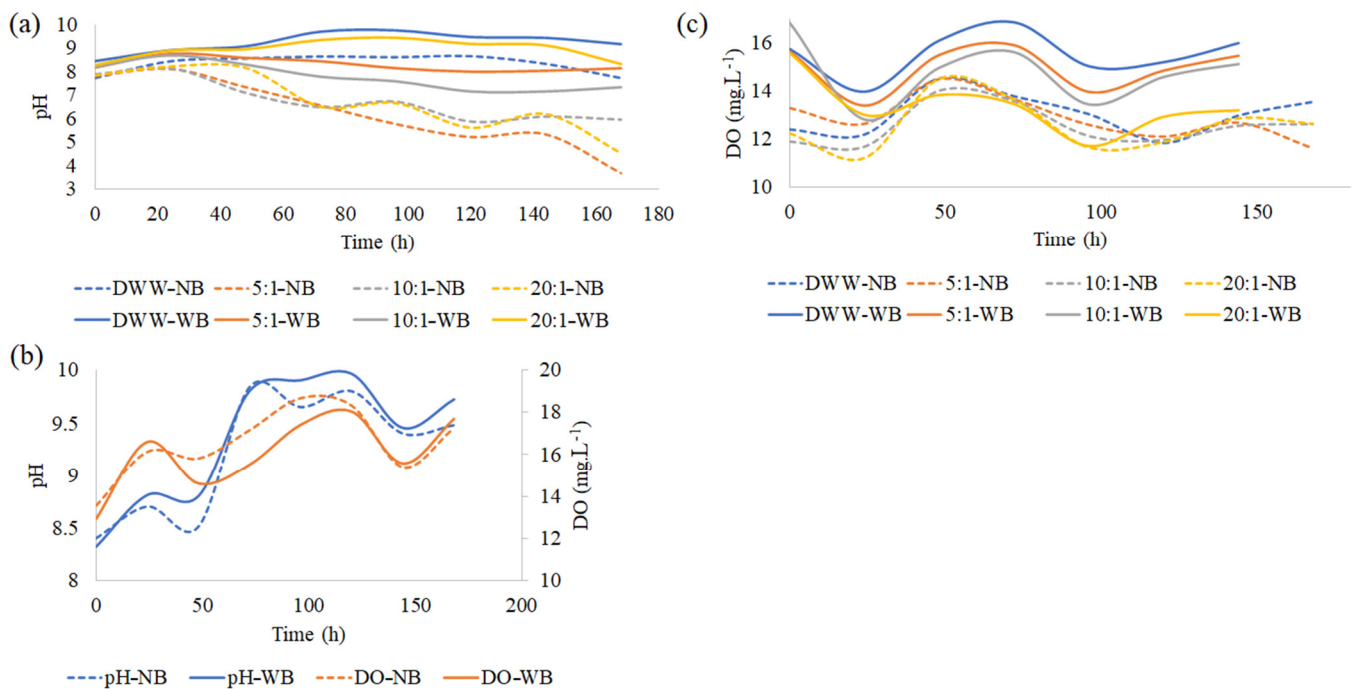 (a)
10
9
8
7
6
5
4
3
pH
0 20 40 60 80 100 120 140 160 180
Time (h)
DWW-NB 5:1-NB 10:1-NB 20:1-NB
DWW-WB 5:1-WB 10:1-WB 20:1-WB
(c)
16
14
12
10
DO (mg.L⁻¹)
0 50 100 150
Time (h)
DWW-NB 5:1-NB 10:1-NB 20:1-NB
DWW-WB 5:1-WB 10:1-WB 20:1-WB
(b)
10
9.5
9
8.5
8
pH
20
18
16
14
12
10
DO (mg.L⁻¹)
0 50 100 150 200
Time (h)
pH-NB pH-WB DO-NB DO-WB